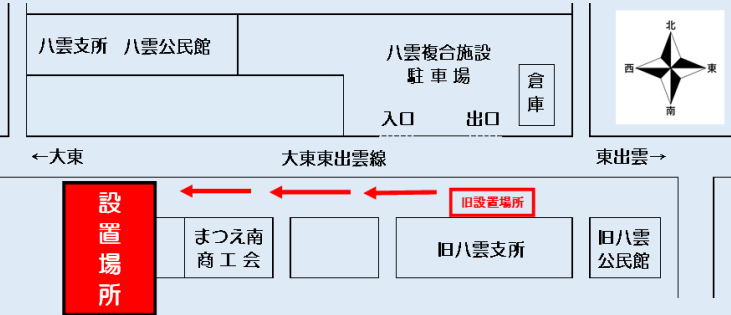 八雲支所 八雲公民館
八雲複合施設
駐車場
倉庫
入口 出口
北
西 東
南
←大東 大東東出雲線 東出雲→
設置場所
旧設置場所
まつえ南
商工会
旧八雲支所
旧八雲
公民館